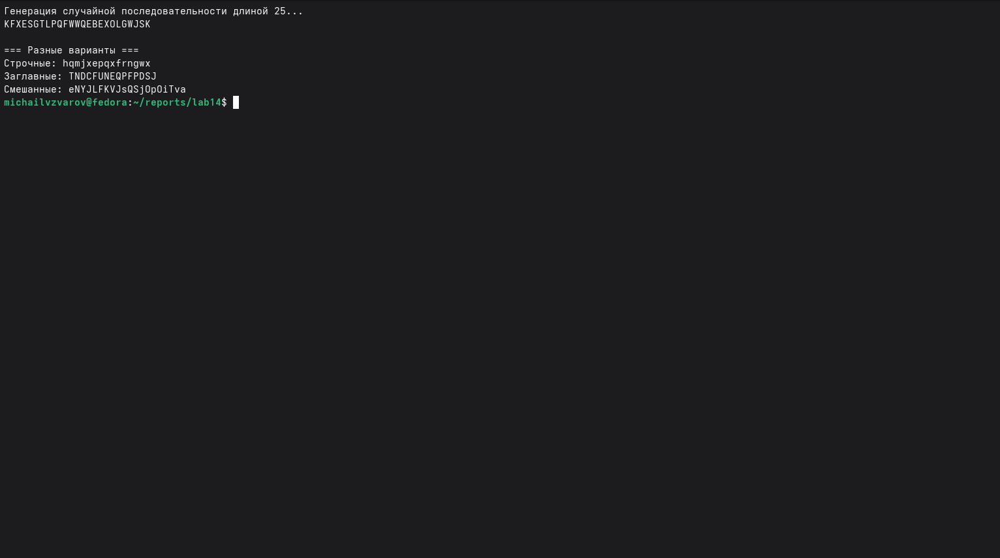 Генерация случайной последовательности длиной 25...
KFXESGTLPQFWWQEBEXOLGWJSK
=== Разные варианты ===
Строчные: hqmjxepqxfrngwx
Заглавные: TNDCFUNEQPFPDSJ
Смешанные: eNYJLFKVJsQSjOpOiTva
michailvzvarov@fedora:~/reports/lab14$